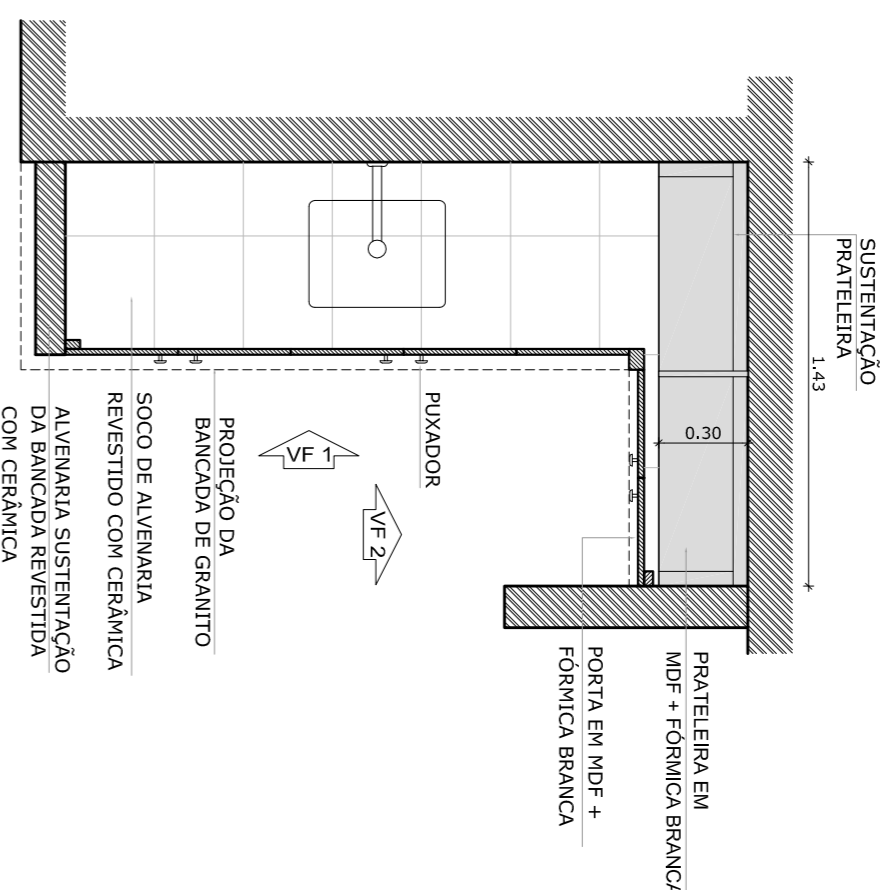 SUSTENTAÇÃO
PRATELEIRA
1.43
0.30
PRATELEIRA EM
MDF + FÓRMICA BRANCA
PORTA EM MDF +
FÓRMICA BRANCA
PUXADOR
VF 1
VF 2
PROJEÇÃO DA
BANCADA DE GRANITO
SOCO DE ALVENARIA
REVESTIDO COM CERÂMICA
ALVENARIA SUSTENTAÇÃO
DA BANCADA REVESTIDA
COM CERÂMICA